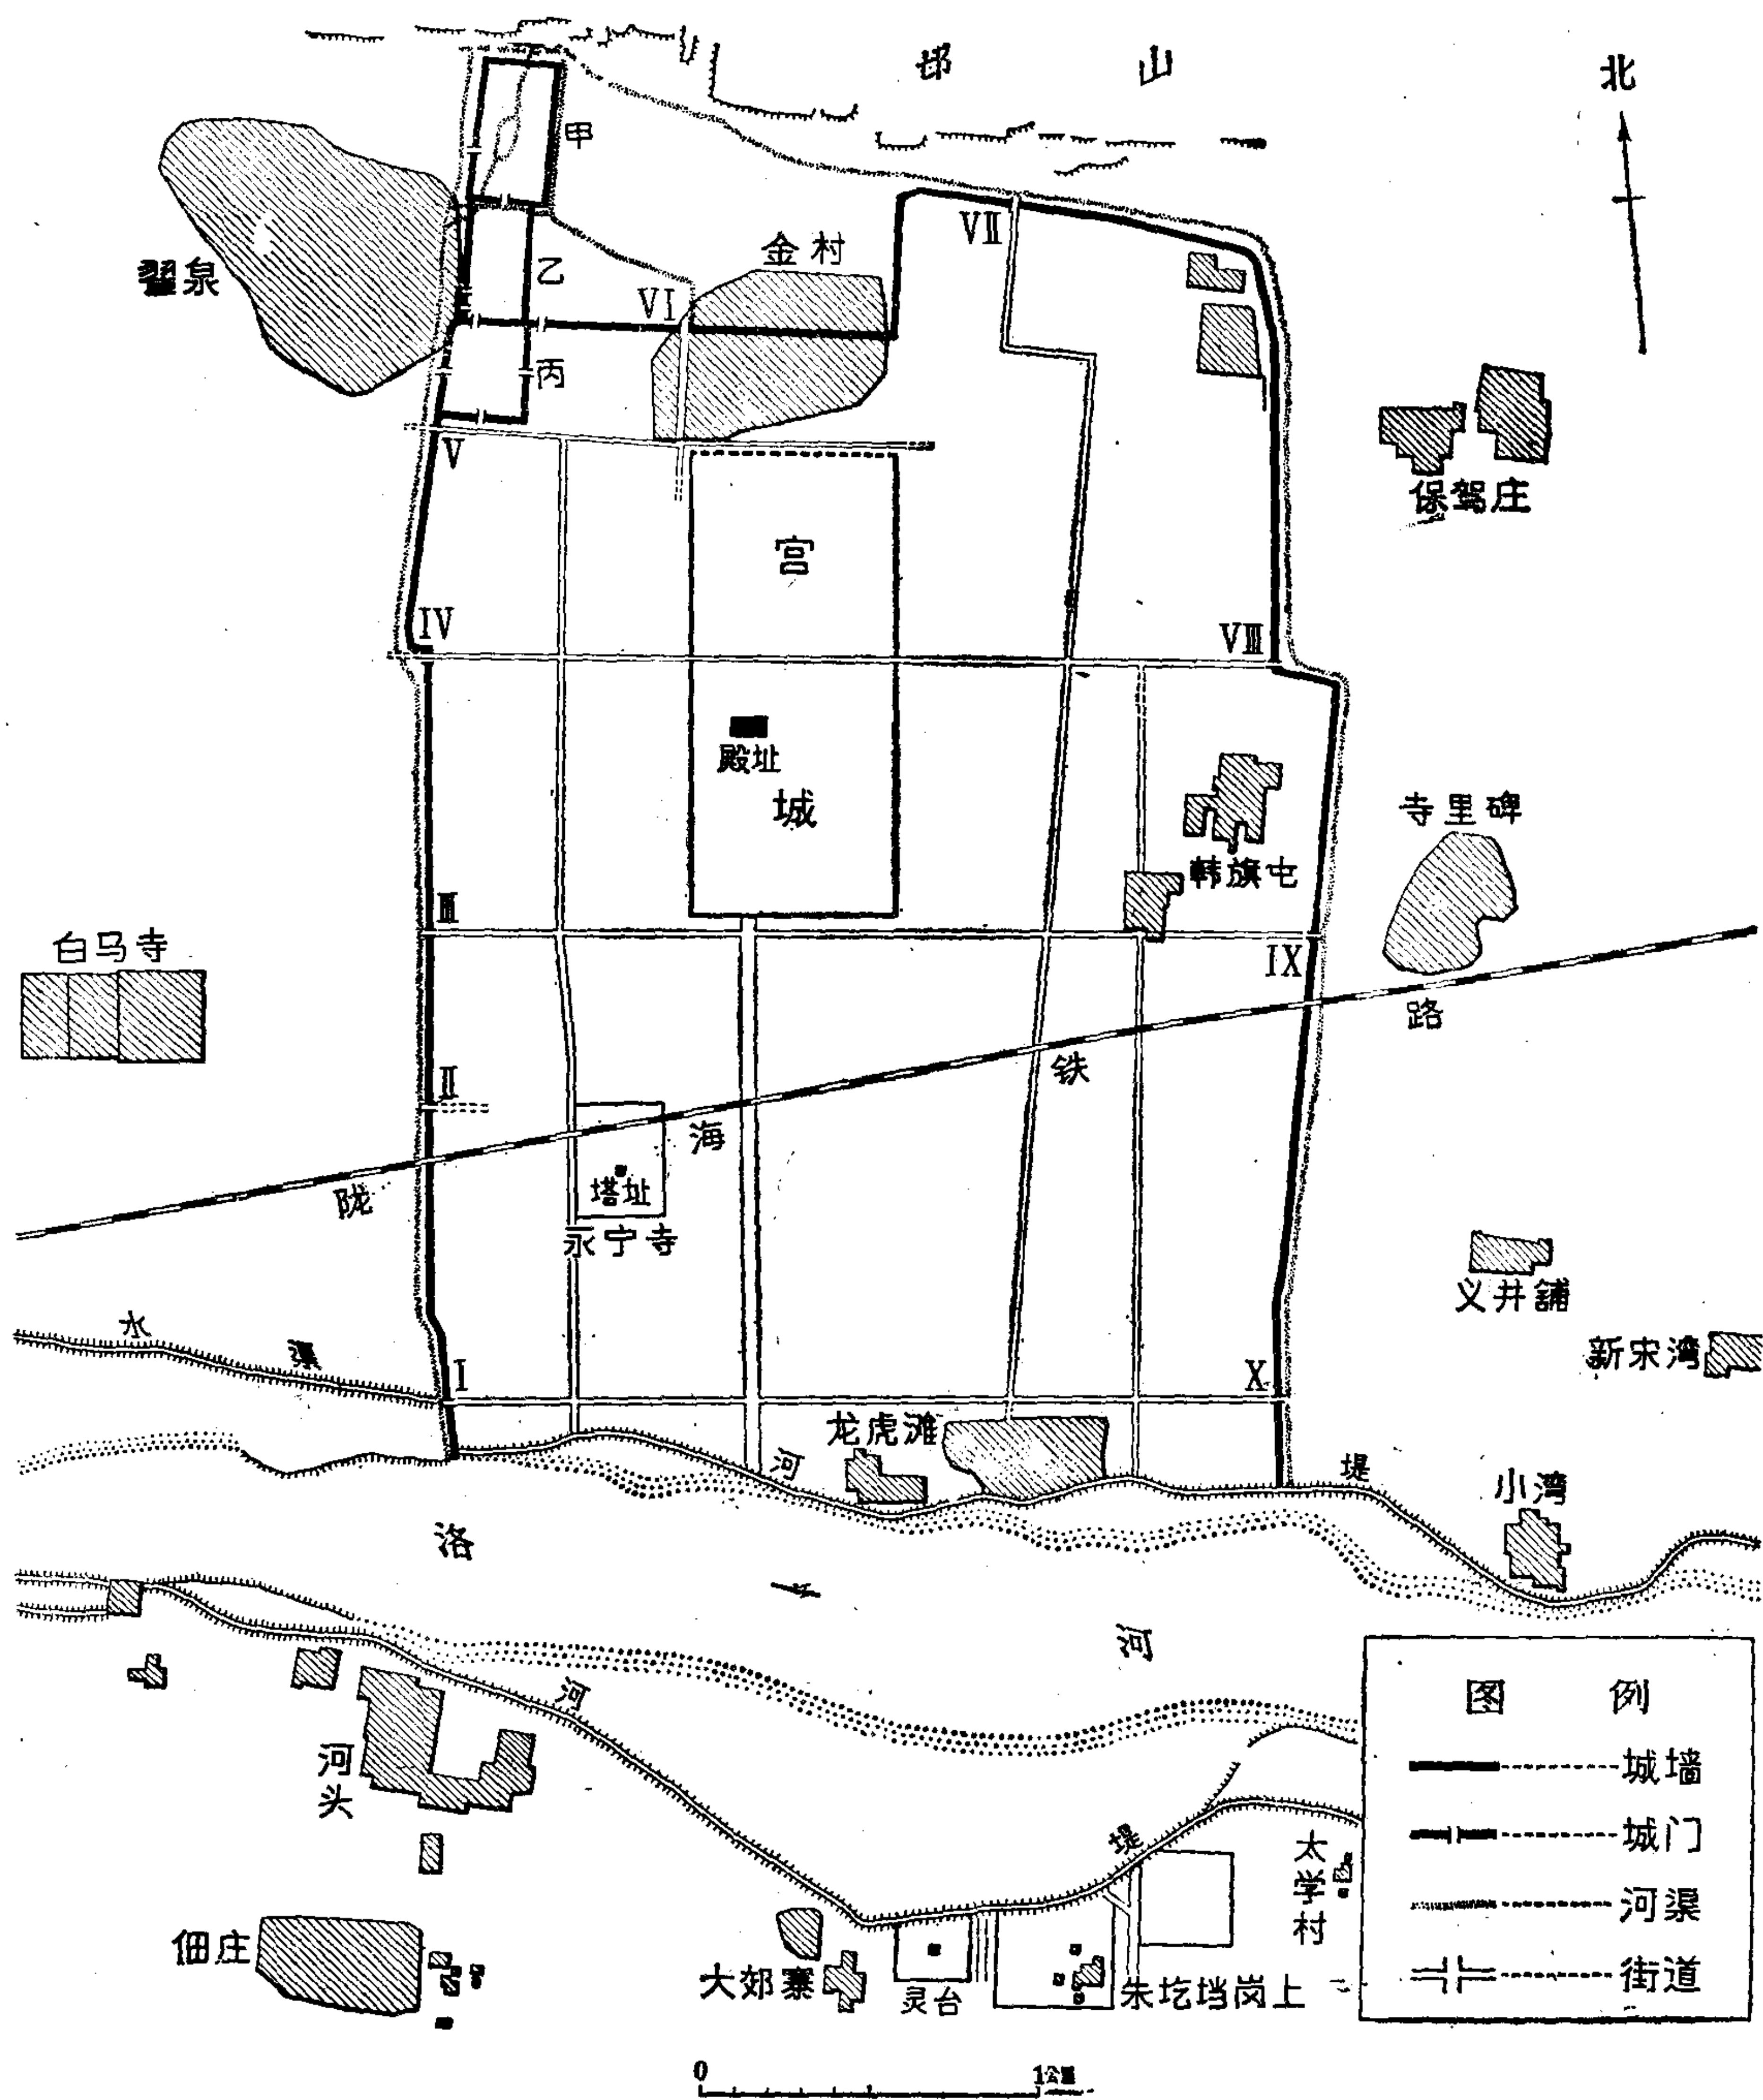 邙山
北
甲
翟泉
乙
金村
VI
VII
丙
V
保驾庄
宫
城
IV
VIII
殿址
寺里碑
韩旗屯
III
IX
白马寺
陇海铁路
II
塔址
永宁寺
义井铺
新宋湾
水渠
I
X
龙虎滩
河堤
小湾
洛河
河堤
河头
太学村
佃庄
大郊寨
灵台
朱圪垱岗上
图例
城墙
城门
河渠
街道
0 1公里